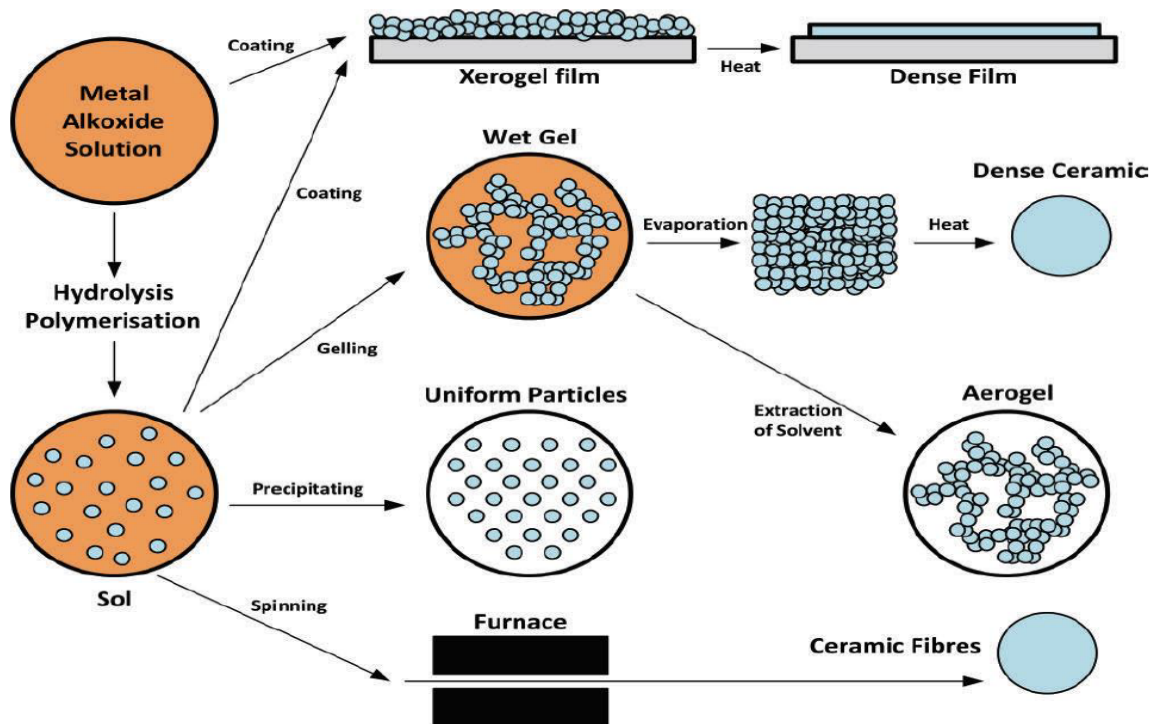 Coating
Metal
Alkoxide
Solution
Xerogel film
Heat
Dense Film
Wet Gel
Coating
Evaporation
Heat
Dense Ceramic
Hydrolysis
Polymerisation
Gelling
Uniform Particles
Extraction
of Solvent
Aerogel
Precipitating
Sol
Spinning
Furnace
Ceramic Fibres